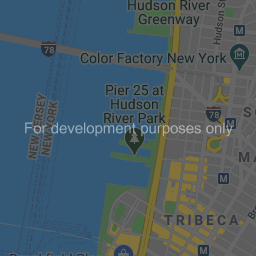 Hudson River
Greenway
78
Color Factory New York
Pier 25 at
Hudson
River Park
78
For development purposes only
NEW JERSEY
NEW YORK
M
M
M
TRIBECA
M